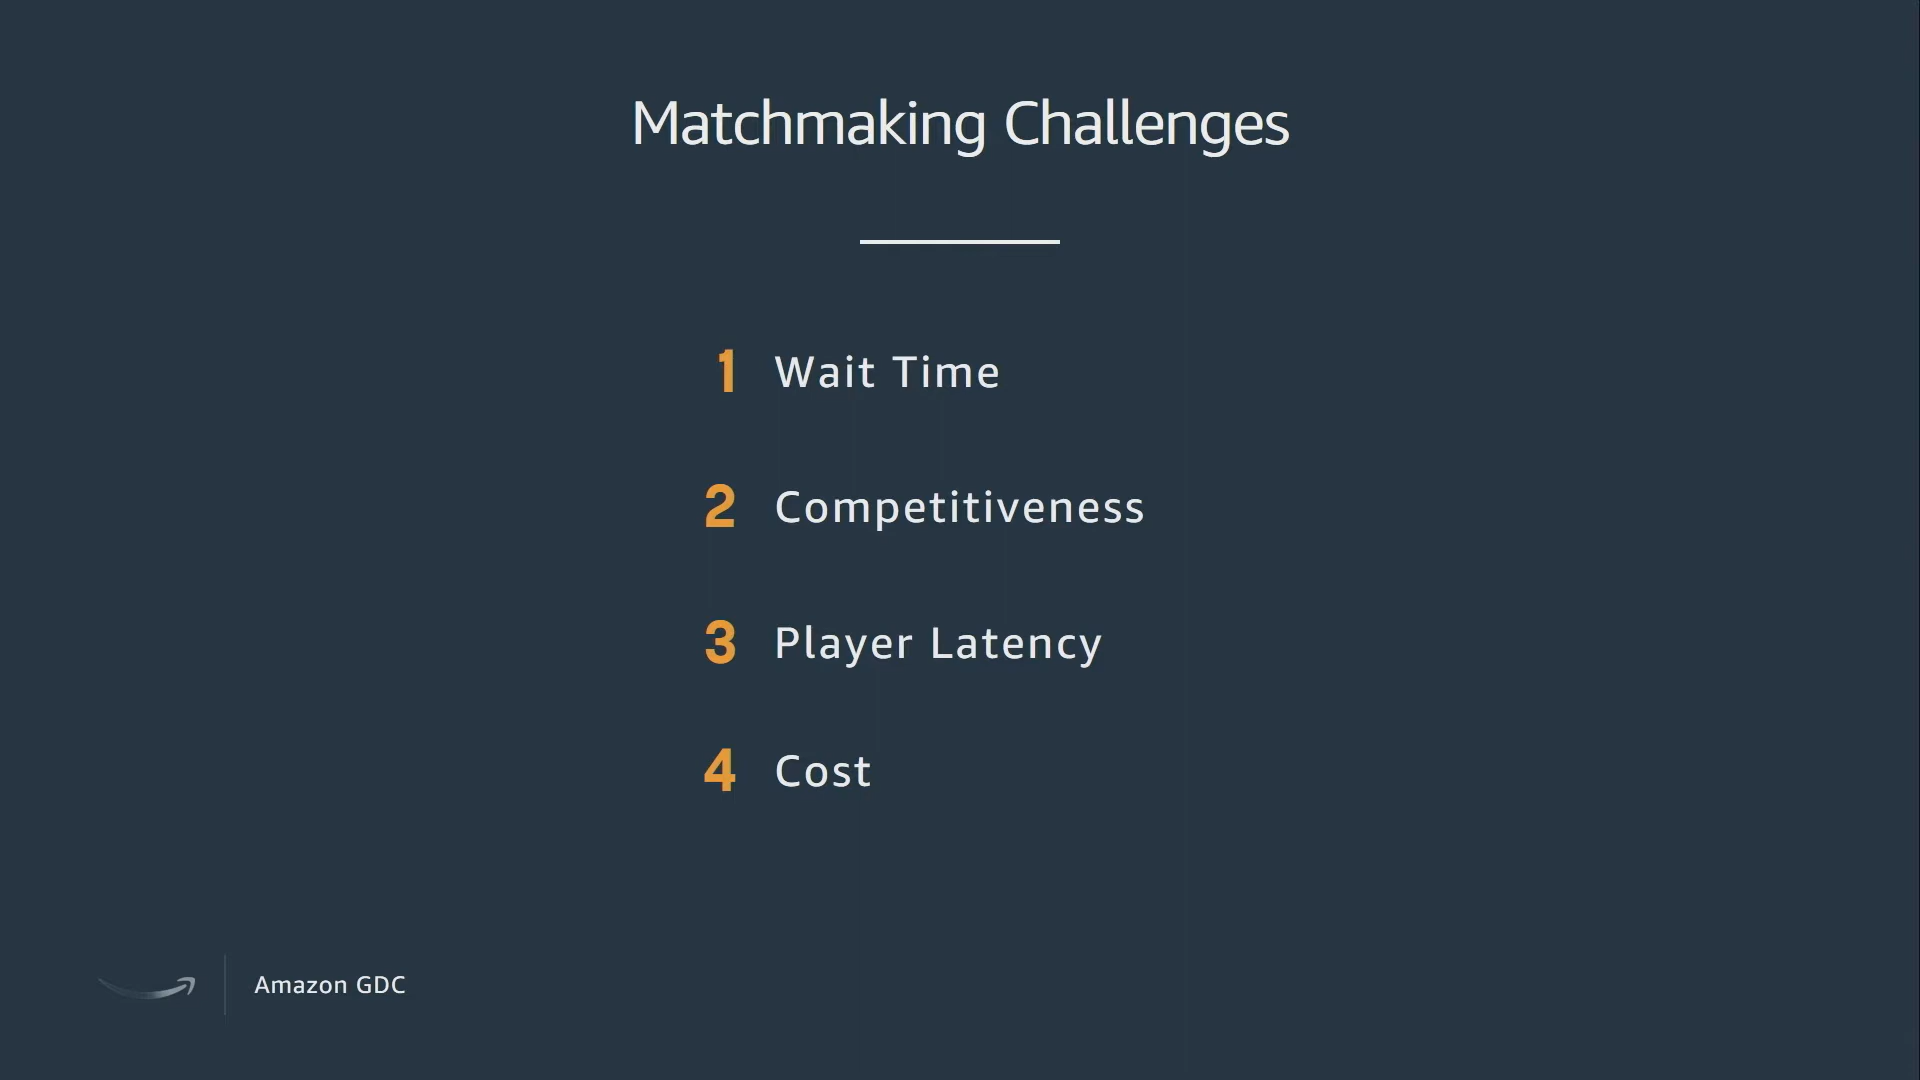 Matchmaking Challenges
1 Wait Time
2 Competitiveness
3 Player Latency
4 Cost
Amazon GDC